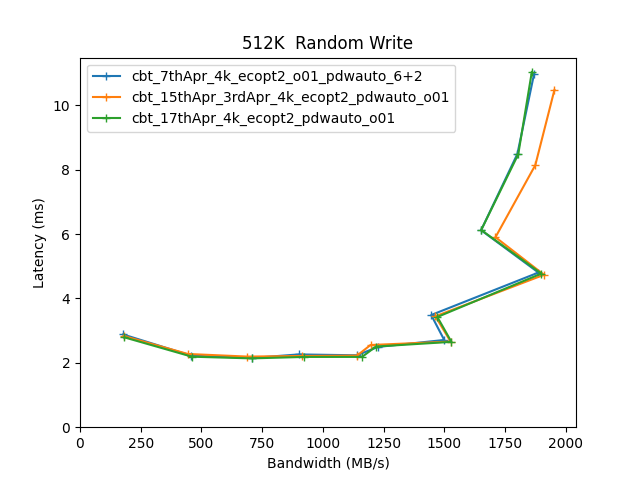 512K  Random Write
cbt_7thApr_4k_ecopt2_o01_pdwauto_6+2
cbt_15thApr_3rdApr_4k_ecopt2_pdwauto_o01
cbt_17thApr_4k_ecopt2_pdwauto_o01
Latency (ms)
10
8
6
4
2
0
0 250 500 750 1000 1250 1500 1750 2000
Bandwidth (MB/s)